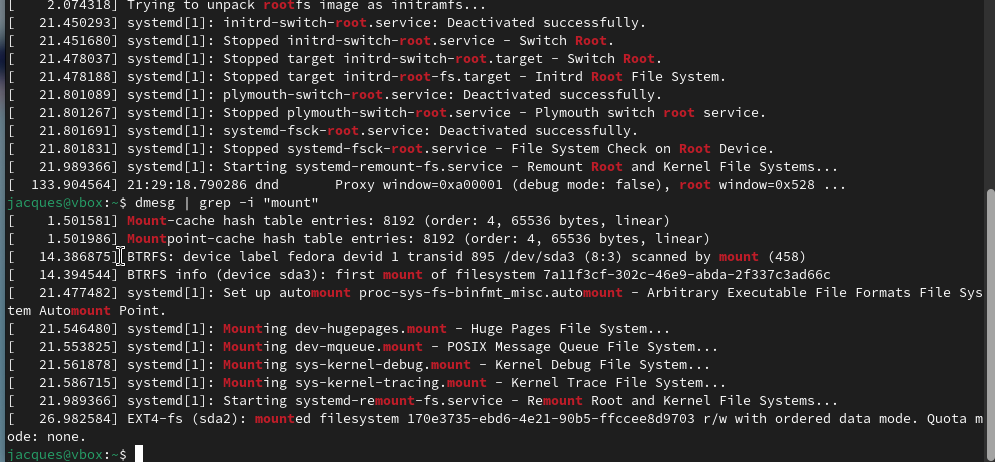 [    2.074318] Trying to unpack rootfs image as initramfs...
[   21.450293] systemd[1]: initrd-switch-root.service: Deactivated successfully.
[   21.451680] systemd[1]: Stopped initrd-switch-root.service - Switch Root.
[   21.478037] systemd[1]: Stopped target initrd-switch-root.target - Switch Root.
[   21.478188] systemd[1]: Stopped target initrd-root-fs.target - Initrd Root File System.
[   21.801089] systemd[1]: plymouth-switch-root.service: Deactivated successfully.
[   21.801267] systemd[1]: Stopped plymouth-switch-root.service - Plymouth switch root service.
[   21.801691] systemd[1]: systemd-fsck-root.service: Deactivated successfully.
[   21.801831] systemd[1]: Stopped systemd-fsck-root.service - File System Check on Root Device.
[   21.989366] systemd[1]: Starting systemd-remount-fs.service - Remount Root and Kernel File Systems...
[  133.904564] 21:29:18.790286 dnd       Proxy window=0xa00001 (debug mode: false), root window=0x528 ...
jacques@vbox:~$ dmesg | grep -i "mount"
[    1.501581] Mount-cache hash table entries: 8192 (order: 4, 65536 bytes, linear)
[    1.501986] Mountpoint-cache hash table entries: 8192 (order: 4, 65536 bytes, linear)
[   14.386875] BTRFS: device label fedora devid 1 transid 895 /dev/sda3 (8:3) scanned by mount (458)
[   14.394544] BTRFS info (device sda3): first mount of filesystem 7a11f3cf-302c-46e9-abda-2f337c3ad66c
[   21.477482] systemd[1]: Set up automount proc-sys-fs-binfmt_misc.automount - Arbitrary Executable File Formats File Sys
tem Automount Point.
[   21.546480] systemd[1]: Mounting dev-hugepages.mount - Huge Pages File System...
[   21.553825] systemd[1]: Mounting dev-mqueue.mount - POSIX Message Queue File System...
[   21.561878] systemd[1]: Mounting sys-kernel-debug.mount - Kernel Debug File System...
[   21.586715] systemd[1]: Mounting sys-kernel-tracing.mount - Kernel Trace File System...
[   21.989366] systemd[1]: Starting systemd-remount-fs.service - Remount Root and Kernel File Systems...
[   26.982584] EXT4-fs (sda2): mounted filesystem 170e3735-ebd6-4e21-90b5-ffccee8d9703 r/w with ordered data mode. Quota m
ode: none.
jacques@vbox:~$